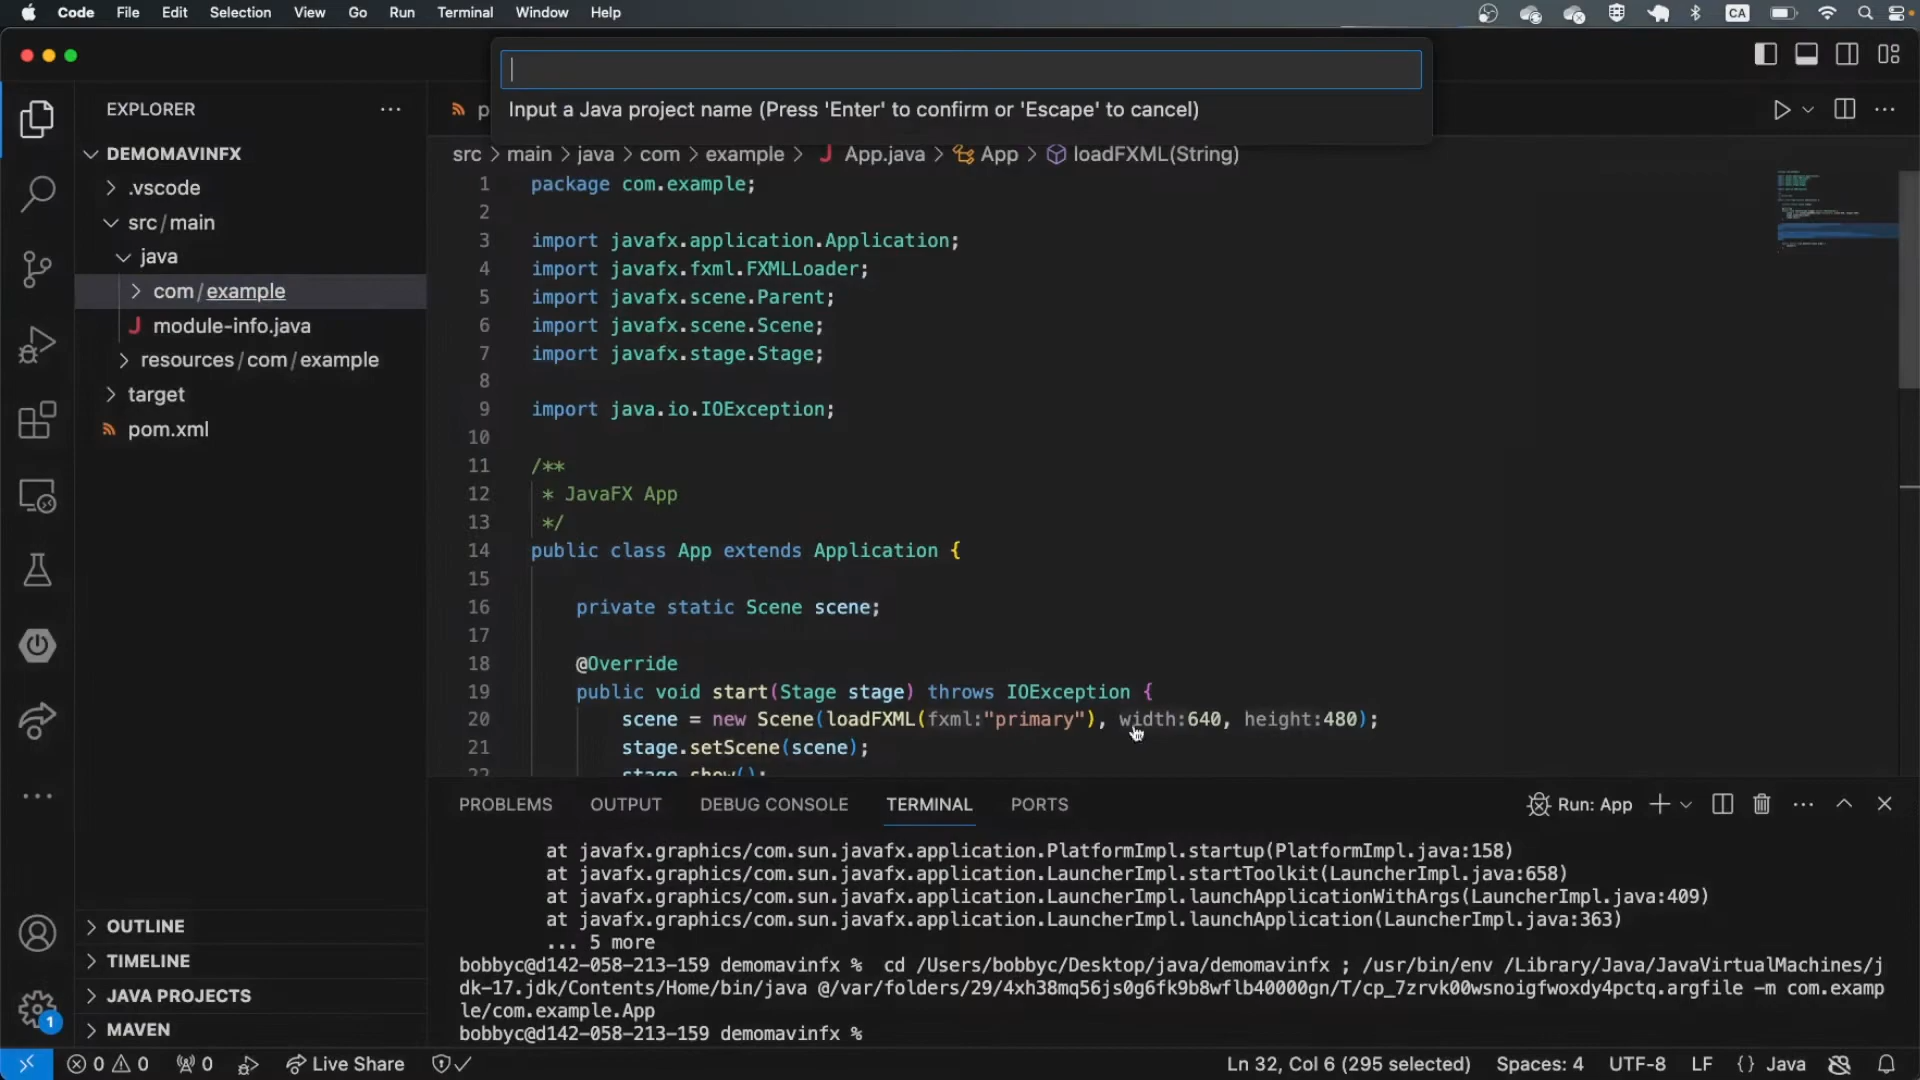 Code File Edit Selection View Go Run Terminal Window Help
CA
Input a Java project name (Press 'Enter' to confirm or 'Escape' to cancel)
EXPLORER
DEMOMAVINFX
.vscode
src/main
java
com/example
module-info.java
resources/com/example
target
pom.xml
OUTLINE
TIMELINE
JAVA PROJECTS
MAVEN
p
src > main > java > com > example > J App.java > App > loadFXML(String)
1 package com.example;
2
3 import javafx.application.Application;
4 import javafx.fxml.FXMLLoader;
5 import javafx.scene.Parent;
6 import javafx.scene.Scene;
7 import javafx.stage.Stage;
8
9 import java.io.IOException;
10
11 /**
12 * JavaFX App
13 */
14 public class App extends Application {
15
16 private static Scene scene;
17
18 @Override
19 public void start(Stage stage) throws IOException {
20 scene = new Scene(loadFXML(fxml:"primary"), width:640, height:480);
21 stage.setScene(scene);
22 stage.show();
PROBLEMS OUTPUT DEBUG CONSOLE TERMINAL PORTS
Run: App
at javafx.graphics/com.sun.javafx.application.PlatformImpl.startup(PlatformImpl.java:158)
at javafx.graphics/com.sun.javafx.application.LauncherImpl.startToolkit(LauncherImpl.java:658)
at javafx.graphics/com.sun.javafx.application.LauncherImpl.launchApplicationWithArgs(LauncherImpl.java:409)
at javafx.graphics/com.sun.javafx.application.LauncherImpl.launchApplication(LauncherImpl.java:363)
... 5 more
bobbyc@d142-058-213-159 demomavinfx % cd /Users/bobbyc/Desktop/java/demomavinfx ; /usr/bin/env /Library/Java/JavaVirtualMachines/j
dk-17.jdk/Contents/Home/bin/java @/var/folders/29/4xh38mq56js0g6fk9b8wflb40000gn/T/cp_7zrvk00wsnoigfwoxdy4pctq.argfile -m com.examp
le/com.example.App
bobbyc@d142-058-213-159 demomavinfx %
1
0 0 0 Live Share
Ln 32, Col 6 (295 selected) Spaces: 4 UTF-8 LF {} Java